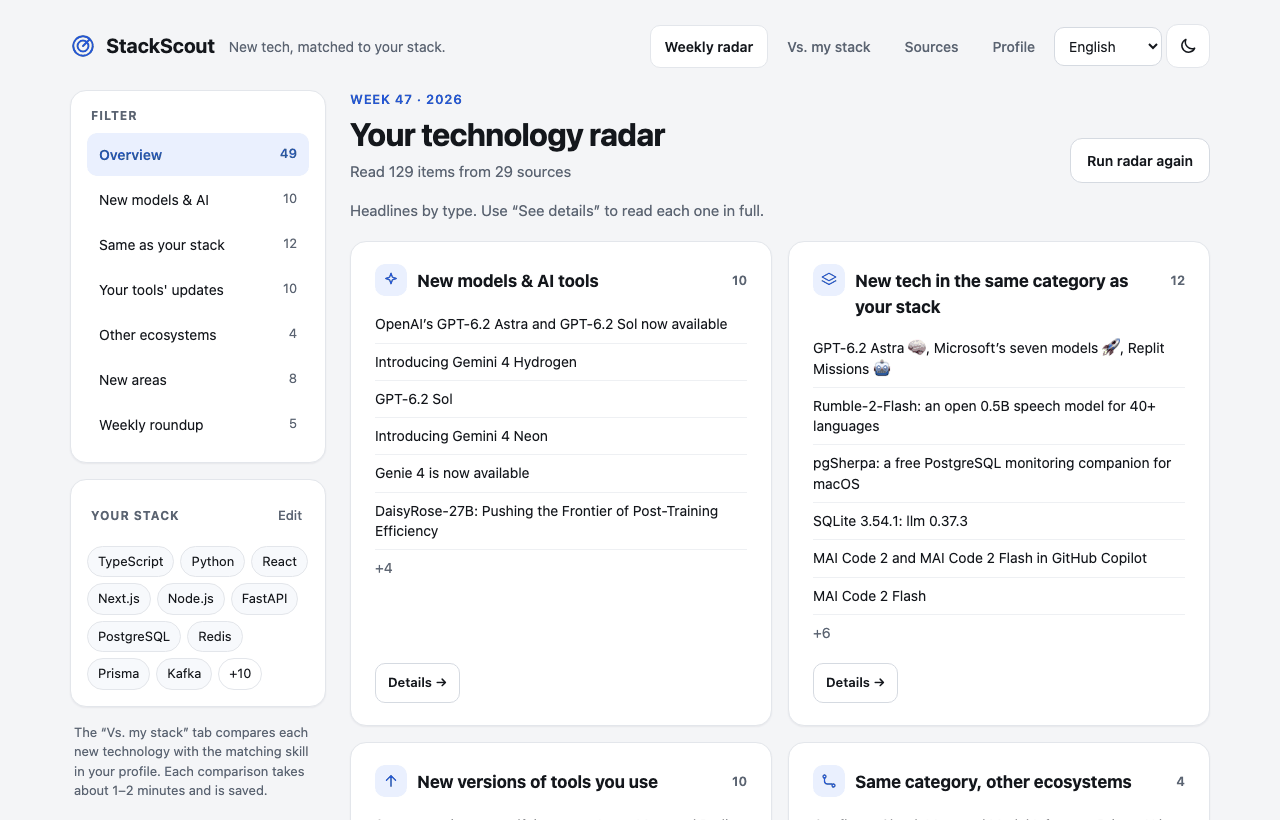 StackScout New tech, matched to your stack.
Weekly radar Vs. my stack Sources Profile English
FILTER
Overview 49
New models & AI 10
Same as your stack 12
Your tools' updates 10
Other ecosystems 4
New areas 8
Weekly roundup 5
YOUR STACK Edit
TypeScript Python React
Next.js Node.js FastAPI
PostgreSQL Redis
Prisma Kafka +10
The “Vs. my stack” tab compares each
new technology with the matching skill
in your profile. Each comparison takes
about 1–2 minutes and is saved.
WEEK 47 · 2026
Your technology radar
Read 129 items from 29 sources
Run radar again
Headlines by type. Use “See details” to read each one in full.
New models & AI tools 10
OpenAI’s GPT-6.2 Astra and GPT-6.2 Sol now available
Introducing Gemini 4 Hydrogen
GPT-6.2 Sol
Introducing Gemini 4 Neon
Genie 4 is now available
DaisyRose-27B: Pushing the Frontier of Post-Training
Efficiency
+4
Details →
New tech in the same category as 12
your stack
GPT-6.2 Astra 🧠, Microsoft’s seven models 🚀, Replit
Missions 🤖
Rumble-2-Flash: an open 0.5B speech model for 40+
languages
pgSherpa: a free PostgreSQL monitoring companion for
macOS
SQLite 3.54.1: llm 0.37.3
MAI Code 2 and MAI Code 2 Flash in GitHub Copilot
MAI Code 2 Flash
+6
Details →
New versions of tools you use 10
Same category, other ecosystems 4